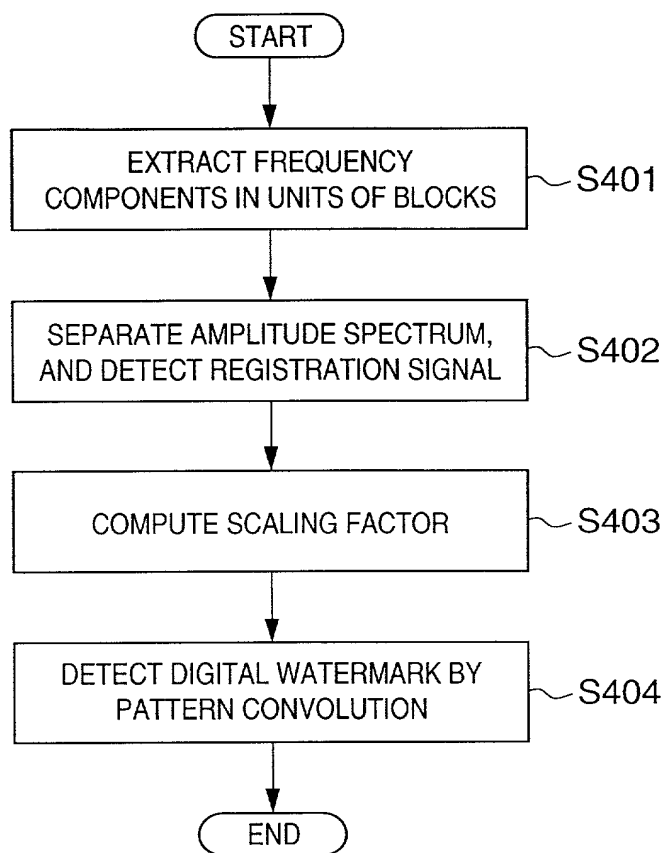 START
EXTRACT FREQUENCY
COMPONENTS IN UNITS OF BLOCKS
S401
SEPARATE AMPLITUDE SPECTRUM,
AND DETECT REGISTRATION SIGNAL
S402
COMPUTE SCALING FACTOR
S403
DETECT DIGITAL WATERMARK BY
PATTERN CONVOLUTION
S404
END